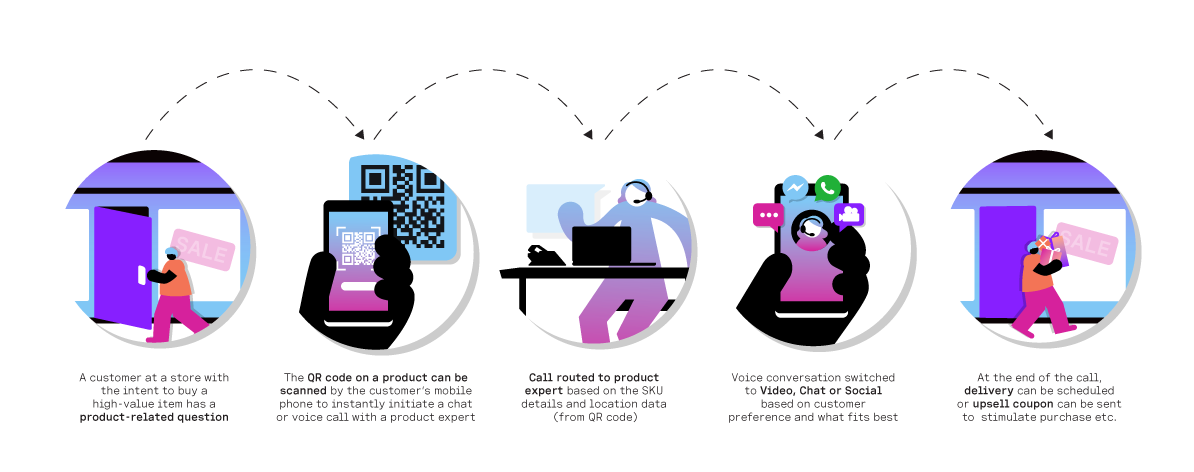 SALE
SALE
A customer at a store with
the intent to buy a
high-value item has a
product-related question
The QR code on a product can be
scanned by the customer's mobile
phone to instantly initiate a chat
or voice call with a product expert
Call routed to product
expert based on the SKU
details and location data
(from QR code)
Voice conversation switched
to Video, Chat or Social
based on customer
preference and what fits best
At the end of the call,
delivery can be scheduled
or upsell coupon can be sent
to stimulate purchase etc.